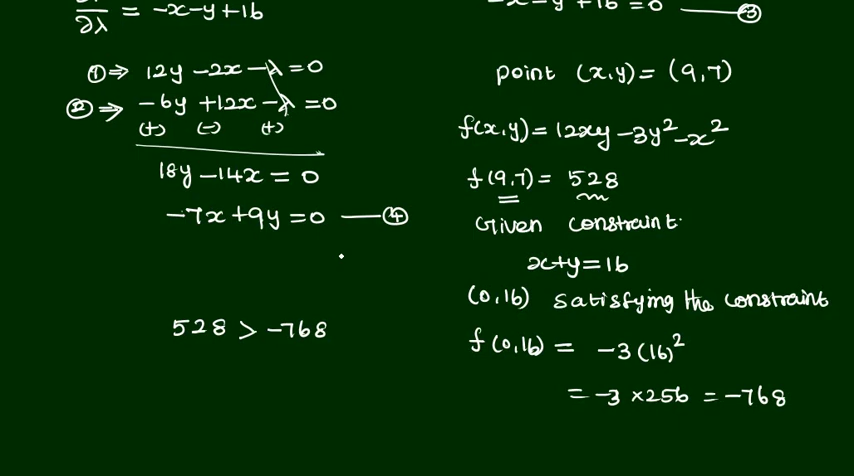 ∂λ = -x-y+16
-x-y+16 = 0 —— ③
① ⇒ 12y -2x -λ = 0
② ⇒ -6y +12x -λ = 0
(+) (-) (+)
18y -14x = 0
-7x+9y = 0 —— ④
528 > -768
point (x,y) = (9,7)
f(x,y) = 12xy -3y² -x²
f(9,7) = 528
Given constraint.
x+y = 16
(0,16) satisfying the constraint
f(0,16) = -3(16)²
= -3 ×256 = -768